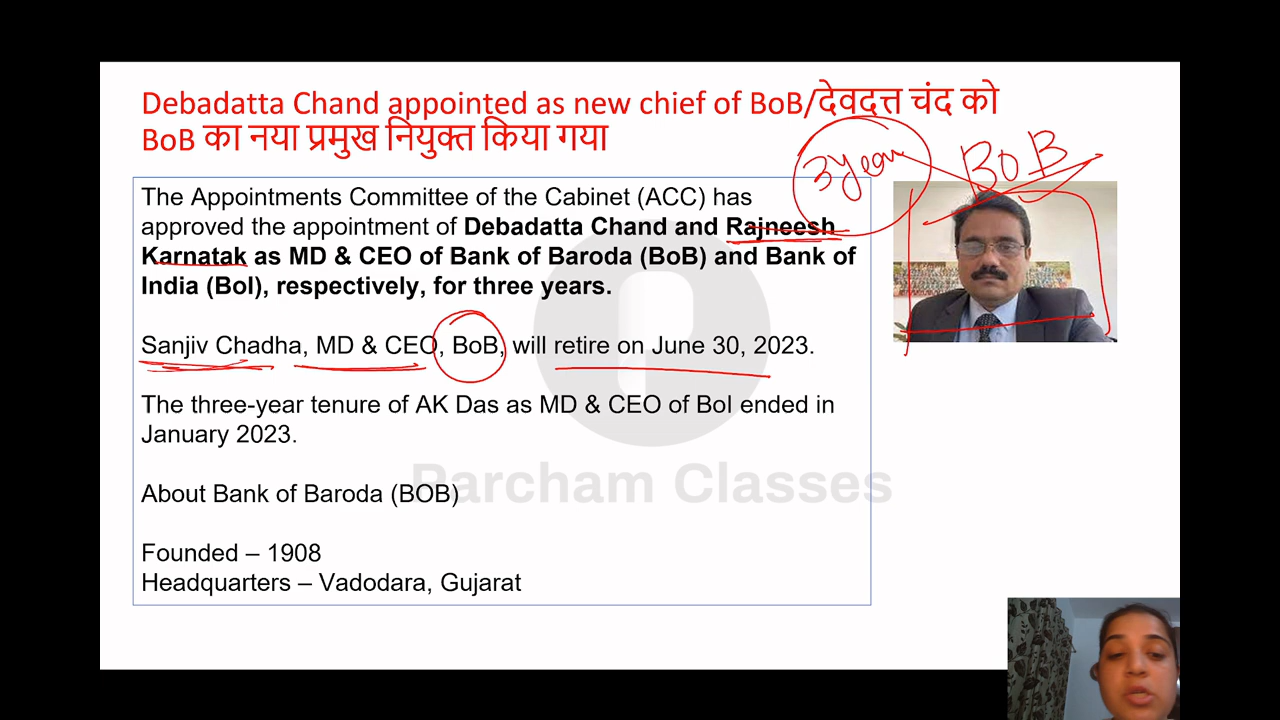 Debadatta Chand appointed as new chief of BoB/देवदत्त चंद को
BoB का नया प्रमुख नियुक्त किया गया
3 year
BoB
The Appointments Committee of the Cabinet (ACC) has
approved the appointment of Debadatta Chand and Rajneesh
Karnatak as MD & CEO of Bank of Baroda (BoB) and Bank of
India (BoI), respectively, for three years.
Sanjiv Chadha, MD & CEO, BoB, will retire on June 30, 2023.
The three-year tenure of AK Das as MD & CEO of BoI ended in
January 2023.
Parcham Classes
About Bank of Baroda (BOB)
Founded – 1908
Headquarters – Vadodara, Gujarat